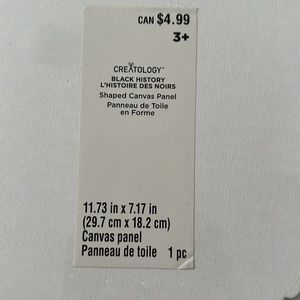 CAN $4.99
3+
CREATOLOGY™
BLACK HISTORY
L'HISTOIRE DES NOIRS
Shaped Canvas Panel
Panneau de Toile
en Forme
11.73 in x 7.17 in
(29.7 cm x 18.2 cm)
Canvas panel
Panneau de toile 1 pc